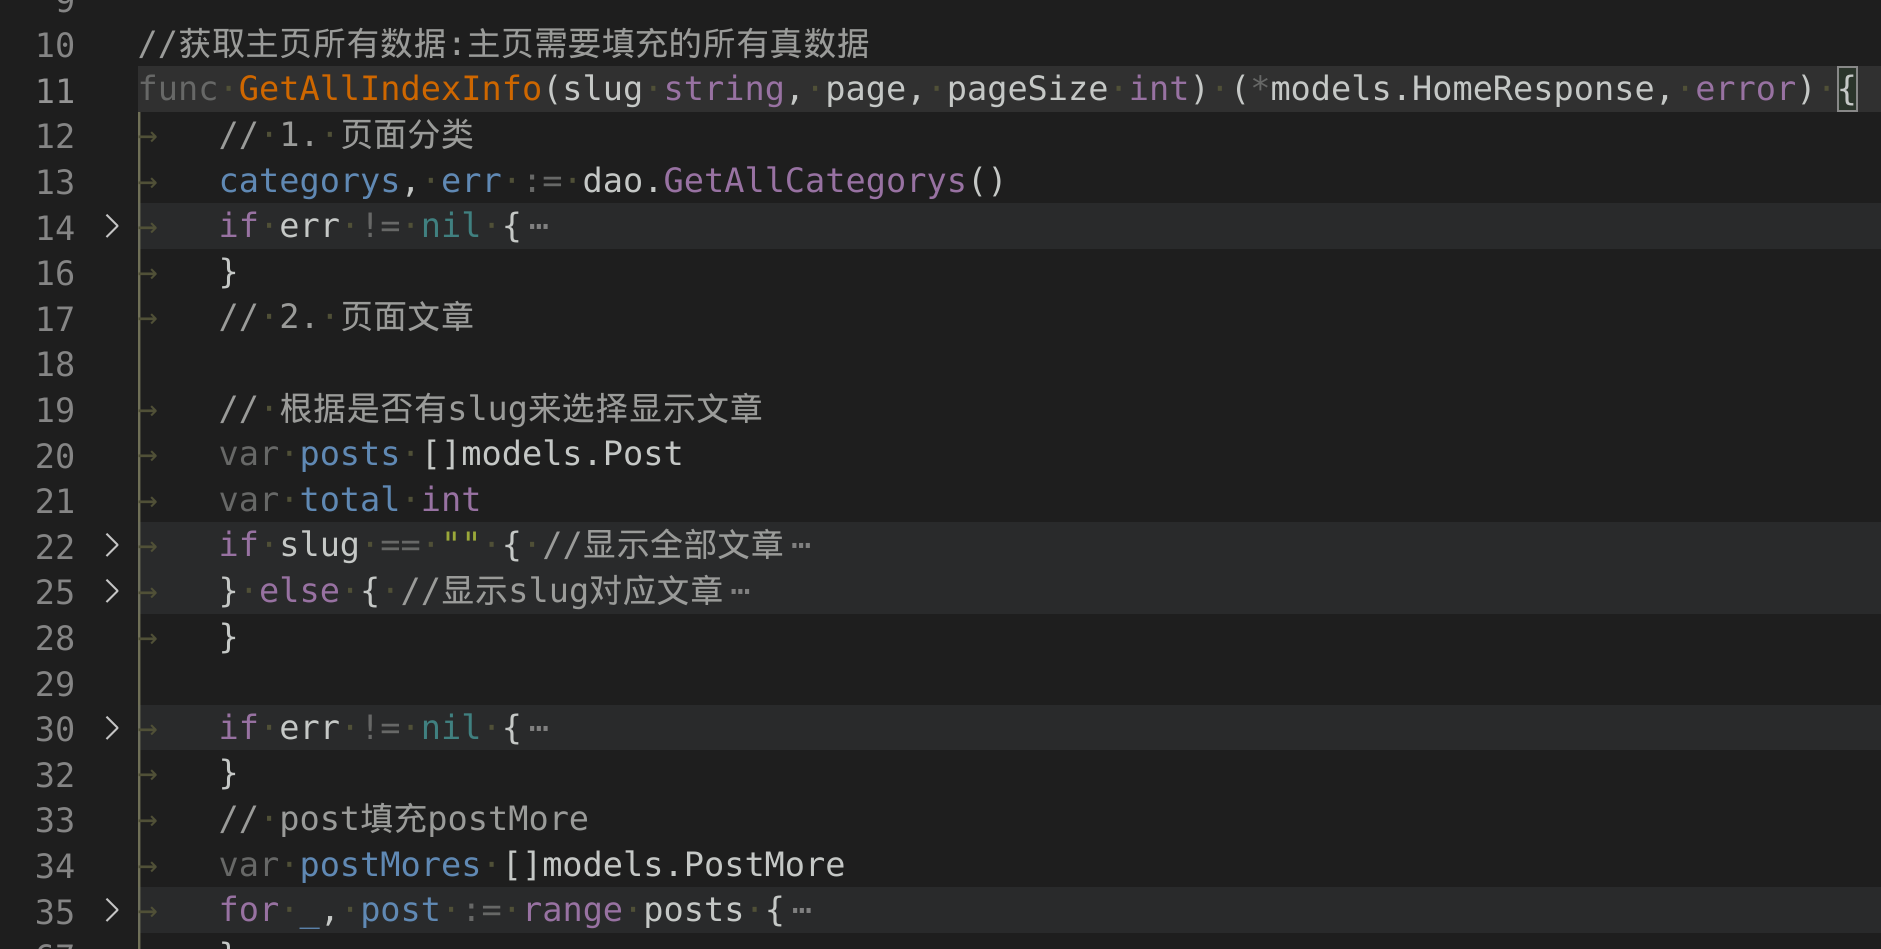 9
10 //获取主页所有数据:主页需要填充的所有真数据
11 func GetAllIndexInfo(slug string, page, pageSize int) (*models.HomeResponse, error) {
12 // 1. 页面分类
13 categorys, err := dao.GetAllCategorys()
14 if err != nil {⋯
16 }
17 // 2. 页面文章
18
19 // 根据是否有slug来选择显示文章
20 var posts []models.Post
21 var total int
22 if slug == "" { //显示全部文章⋯
25 } else { //显示slug对应文章⋯
28 }
29
30 if err != nil {⋯
32 }
33 // post填充postMore
34 var postMores []models.PostMore
35 for _, post := range posts {⋯
67 }